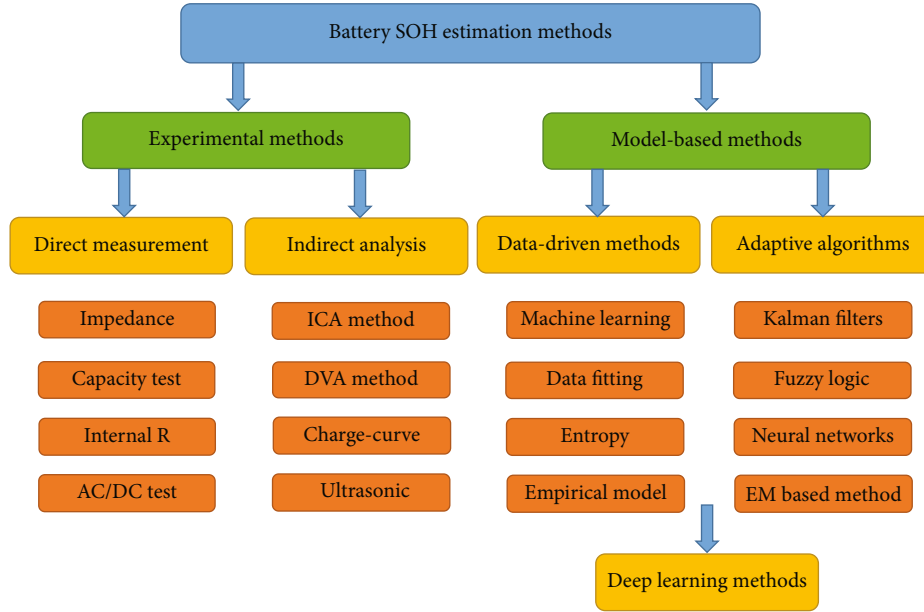 Battery SOH estimation methods
Experimental methods
Model-based methods
Direct measurement
Indirect analysis
Data-driven methods
Adaptive algorithms
Impedance
ICA method
Machine learning
Kalman filters
Capacity test
DVA method
Data fitting
Fuzzy logic
Internal R
Charge-curve
Entropy
Neural networks
AC/DC test
Ultrasonic
Empirical model
EM based method
Deep learning methods